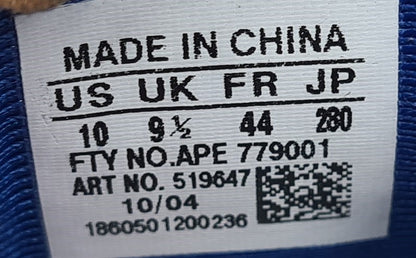 MADE IN CHINA
US UK FR JP
10 9½ 44 280
FTY NO.APE 779001
ART NO. 519647
10/04
1860501200236